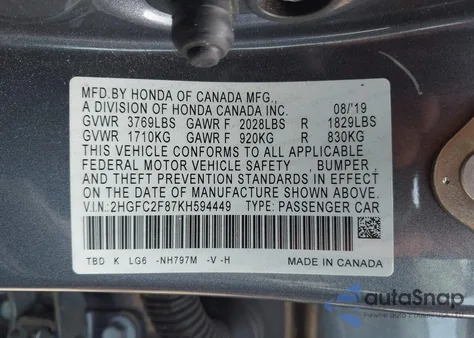 MFD.BY HONDA OF CANADA MFG.,
A DIVISION OF HONDA CANADA INC. 08/'19
GVWR 3769LBS GAWR F 2028LBS R 1829LBS
GVWR 1710KG GAWR F 920KG R 830KG
THIS VEHICLE CONFORMS TO ALL APPLICABLE
FEDERAL MOTOR VEHICLE SAFETY , BUMPER ,
AND THEFT PREVENTION STANDARDS IN EFFECT
ON THE DATE OF MANUFACTURE SHOWN ABOVE.
V.I.N: 2HGFC2F87KH594449 TYPE: PASSENGER CAR
TBD K LG6 -NH797M -V -H MADE IN CANADA
autoSnap